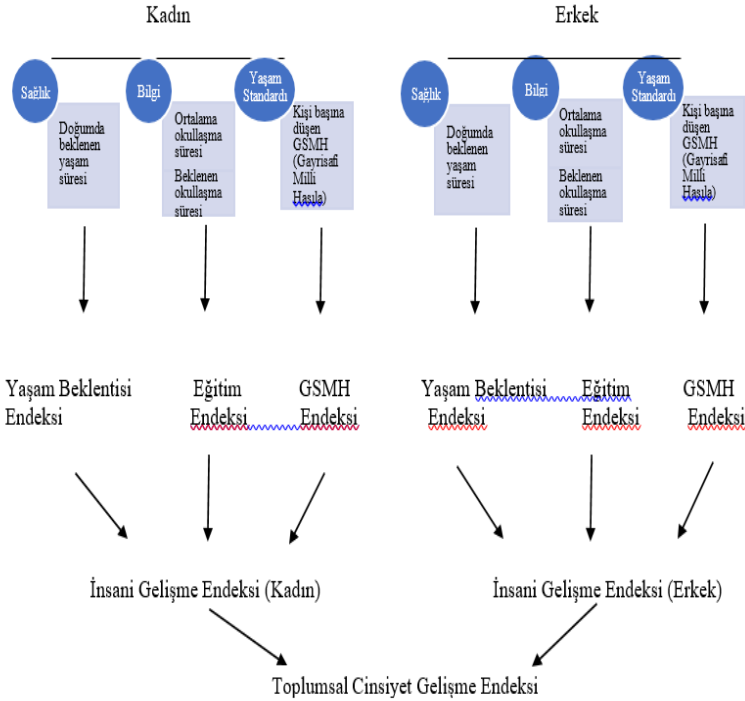 Kadın
Erkek
Sağlık
Bilgi
Yaşam
Standardı
Doğumda
beklenen
yaşam
süresi
Ortalama
okullaşma
süresi
Beklenen
okullaşma
süresi
Kişi başına
düşen
GSMH
(Gayrisafi
Milli
Hasıla)
Sağlık
Bilgi
Yaşam
Standardı
Doğumda
beklenen
yaşam
süresi
Ortalama
okullaşma
süresi
Beklenen
okullaşma
süresi
Kişi başına
düşen
GSMH
(Gayrisafi
Milli
Hasıla)
Yaşam Beklentisi
Endeksi
Eğitim
Endeksi
GSMH
Endeksi
Yaşam Beklentisi
Endeksi
Eğitim
Endeksi
GSMH
Endeksi
İnsani Gelişme Endeksi (Kadın)
İnsani Gelişme Endeksi (Erkek)
Toplumsal Cinsiyet Gelişme Endeksi